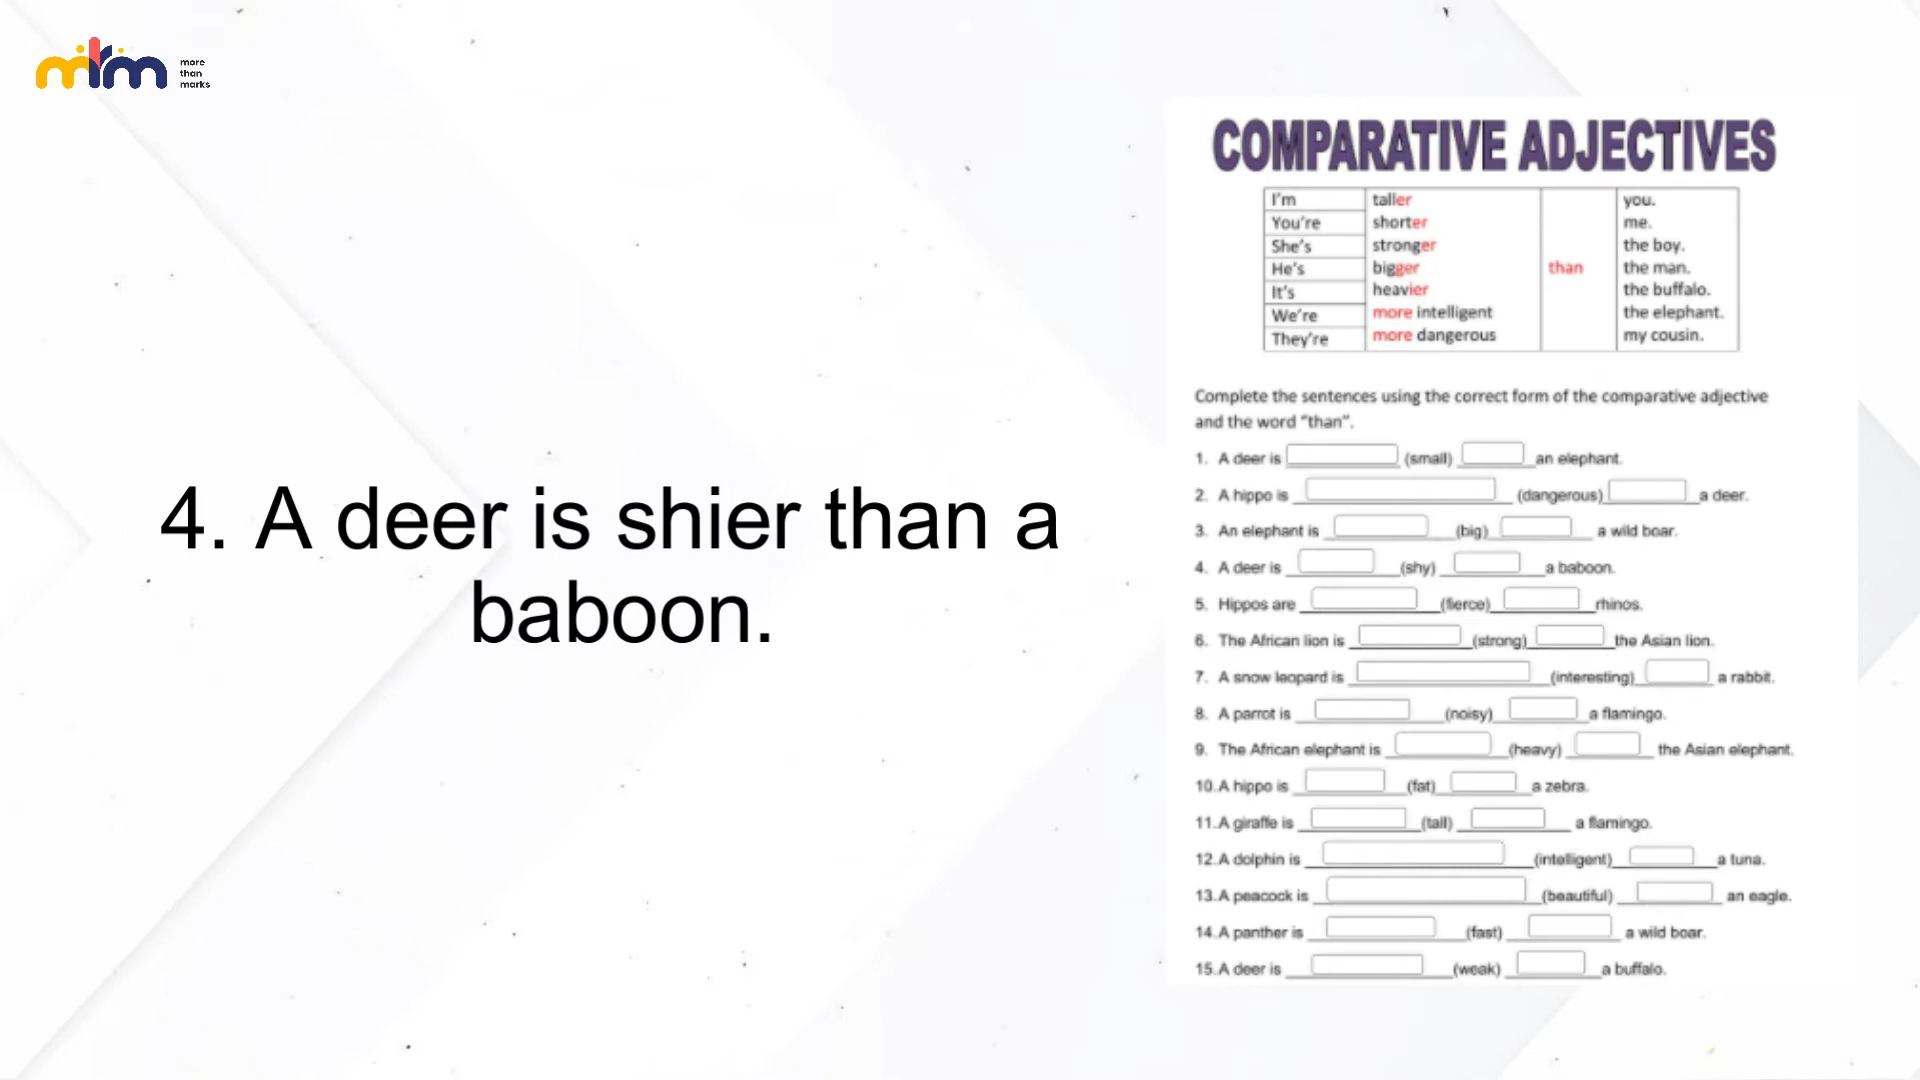 mtm more
than
marks
4. A deer is shier than a
baboon.
COMPARATIVE ADJECTIVES
I'm taller you.
You're shorter me.
She's stronger the boy.
He's bigger than the man.
It's heavier the buffalo.
We're more intelligent the elephant.
They're more dangerous my cousin.
Complete the sentences using the correct form of the comparative adjective
and the word "than".
1. A deer is (small) an elephant.
2. A hippo is (dangerous) a deer.
3. An elephant is (big) a wild boar.
4. A deer is (shy) a baboon.
5. Hippos are (fierce) rhinos.
6. The African lion is (strong) the Asian lion.
7. A snow leopard is (interesting) a rabbit.
8. A parrot is (noisy) a flamingo.
9. The African elephant is (heavy) the Asian elephant.
10. A hippo is (fat) a zebra.
11. A giraffe is (tall) a flamingo.
12. A dolphin is (intelligent) a tuna.
13. A peacock is (beautiful) an eagle.
14. A panther is (fast) a wild boar.
15. A deer is (weak) a buffalo.